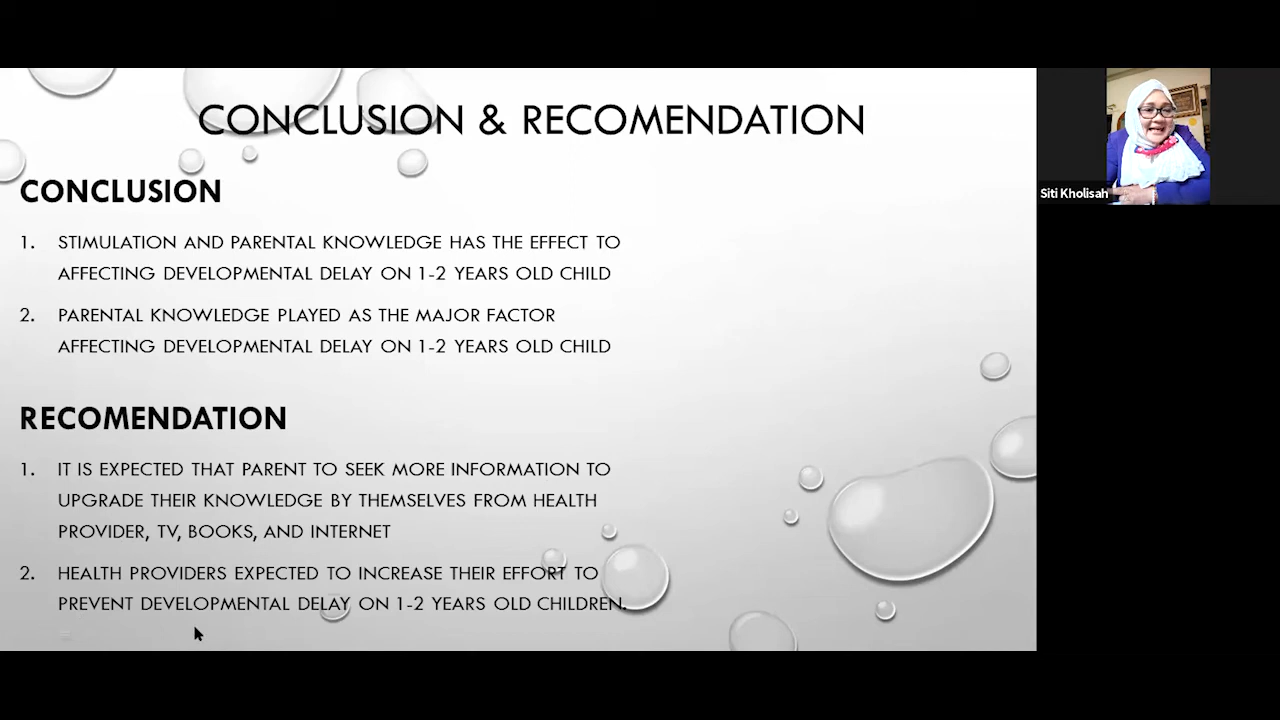 CONCLUSION & RECOMENDATION
CONCLUSION
1. STIMULATION AND PARENTAL KNOWLEDGE HAS THE EFFECT TO
AFFECTING DEVELOPMENTAL DELAY ON 1-2 YEARS OLD CHILD
2. PARENTAL KNOWLEDGE PLAYED AS THE MAJOR FACTOR
AFFECTING DEVELOPMENTAL DELAY ON 1-2 YEARS OLD CHILD
RECOMENDATION
1. IT IS EXPECTED THAT PARENT TO SEEK MORE INFORMATION TO
UPGRADE THEIR KNOWLEDGE BY THEMSELVES FROM HEALTH
PROVIDER, TV, BOOKS, AND INTERNET
2. HEALTH PROVIDERS EXPECTED TO INCREASE THEIR EFFORT TO
PREVENT DEVELOPMENTAL DELAY ON 1-2 YEARS OLD CHILDREN.
Siti Kholisah